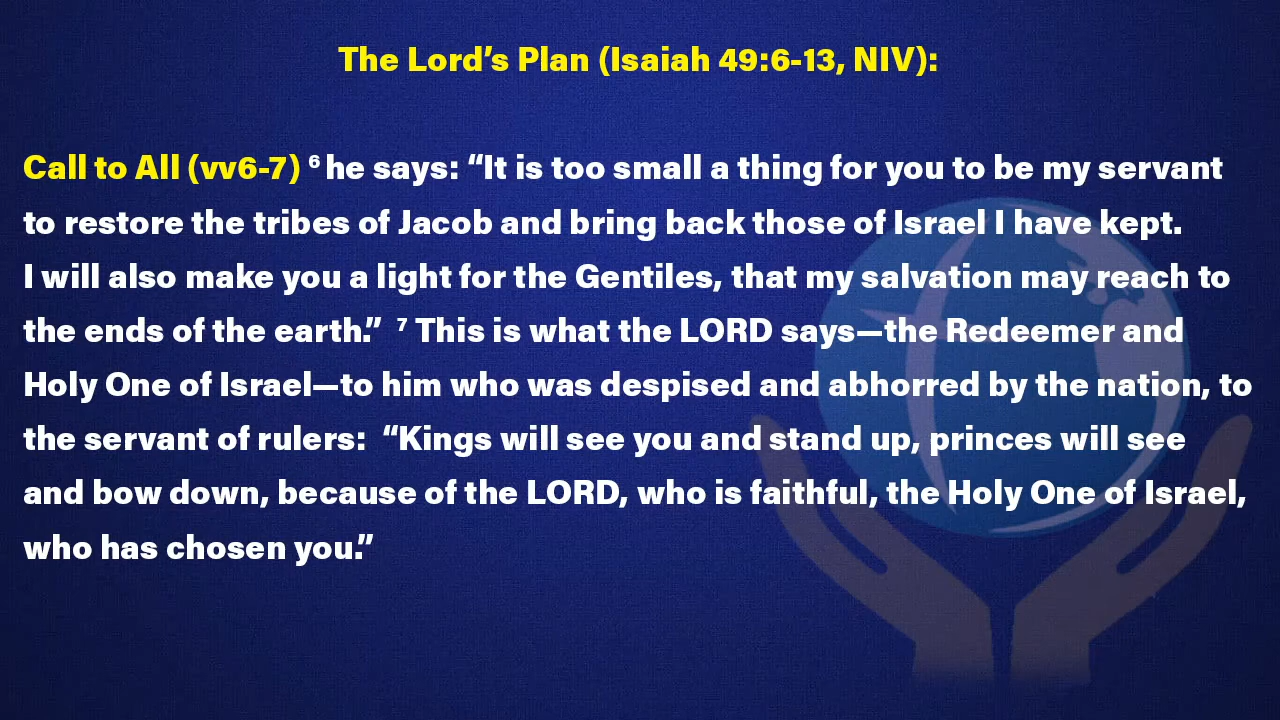 The Lord’s Plan (Isaiah 49:6-13, NIV):
Call to All (vv6-7) ⁶ he says: “It is too small a thing for you to be my servant
to restore the tribes of Jacob and bring back those of Israel I have kept.
I will also make you a light for the Gentiles, that my salvation may reach to
the ends of the earth.” ⁷ This is what the LORD says—the Redeemer and
Holy One of Israel—to him who was despised and abhorred by the nation, to
the servant of rulers: “Kings will see you and stand up, princes will see
and bow down, because of the LORD, who is faithful, the Holy One of Israel,
who has chosen you.”